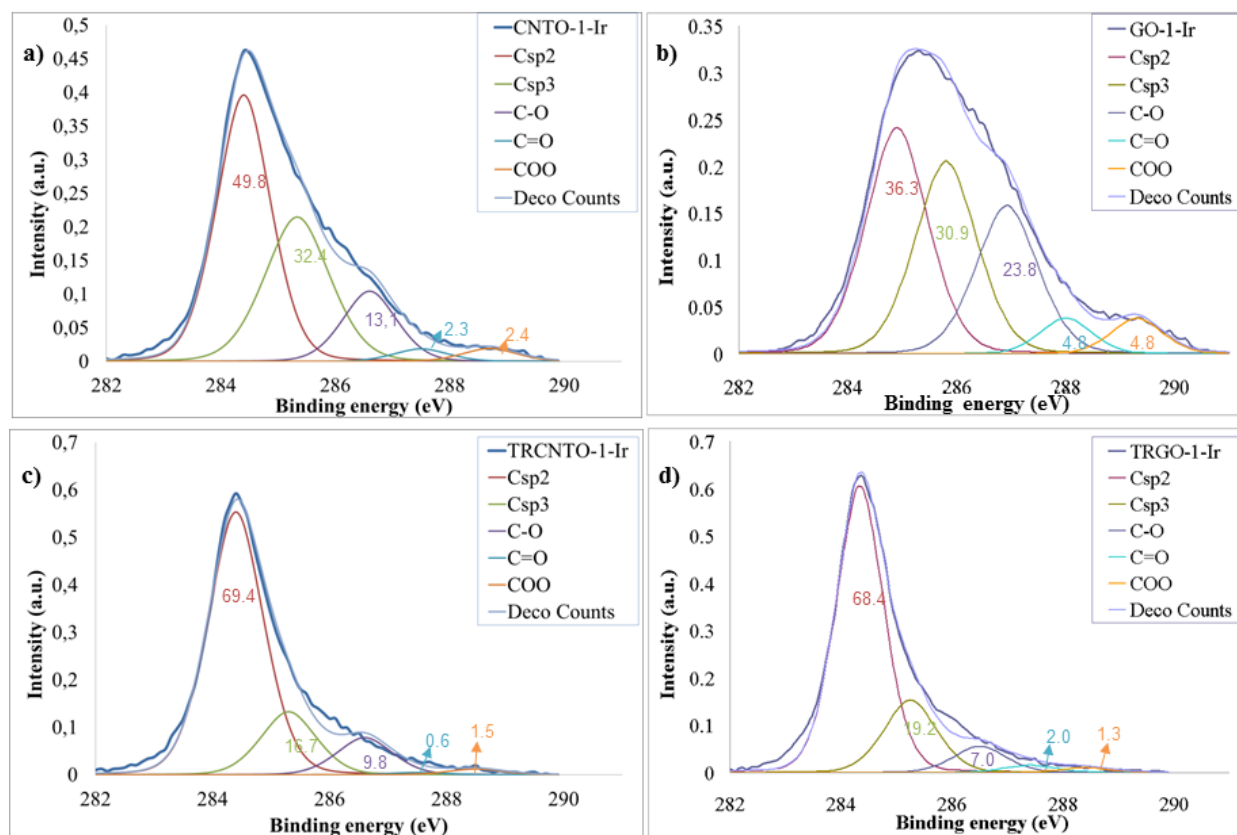 a)
0,5
0,45
0,4
0,35
0,3
0,25
0,2
0,15
0,1
0,05
0
Intensity (a.u.)
282 284 286 288 290
Binding energy (eV)
CNTO-1-Ir
Csp2
Csp3
C-O
C=O
COO
Deco Counts
49.8
32.4
13,1
2.3
2.4
b)
0.35
0.3
0.25
0.2
0.15
0.1
0.05
0
Intensity (a.u.)
282 284 286 288 290
Binding energy (eV)
GO-1-Ir
Csp2
Csp3
C-O
C=O
COO
Deco Counts
36.3
30.9
23.8
4.8
4.8
c)
0,7
0,6
0,5
0,4
0,3
0,2
0,1
0
Intensity (a.u.)
282 284 286 288 290
Binding energy (eV)
TRCNTO-1-Ir
Csp2
Csp3
C-O
C=O
COO
Deco Counts
69.4
16.7
9.8
0.6
1.5
d)
0.7
0.6
0.5
0.4
0.3
0.2
0.1
0
Intensity (a.u.)
282 284 286 288 290
Binding energy (eV)
TRGO-1-Ir
Csp2
Csp3
C-O
C=O
COO
Deco Counts
68.4
19.2
7.0
2.0
1.3